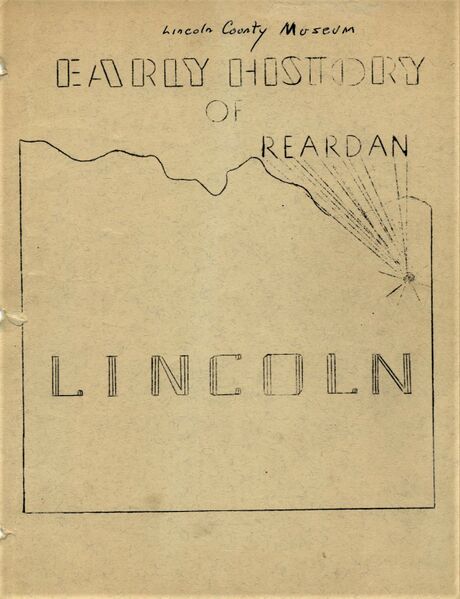 Lincoln County Museum
EARLY HISTORY
OF
REARDAN
LINCOLN